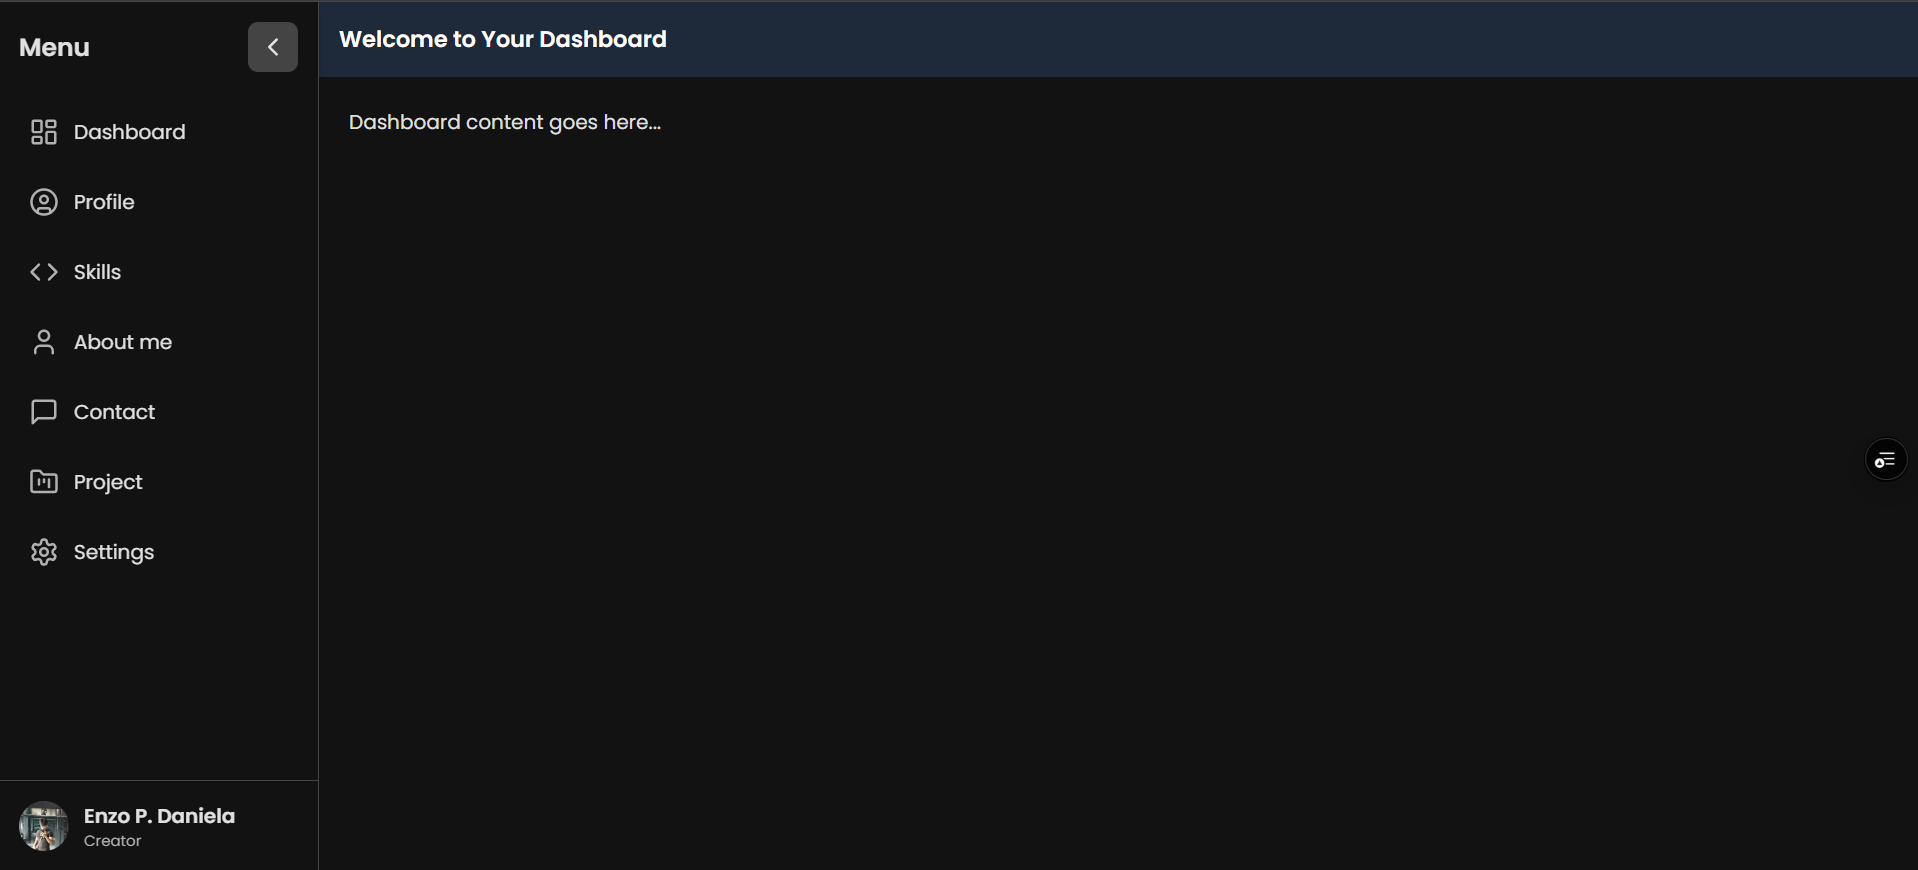 Menu
Dashboard
Profile
Skills
About me
Contact
Project
Settings
Enzo P. Daniela
Creator
Welcome to Your Dashboard
Dashboard content goes here...